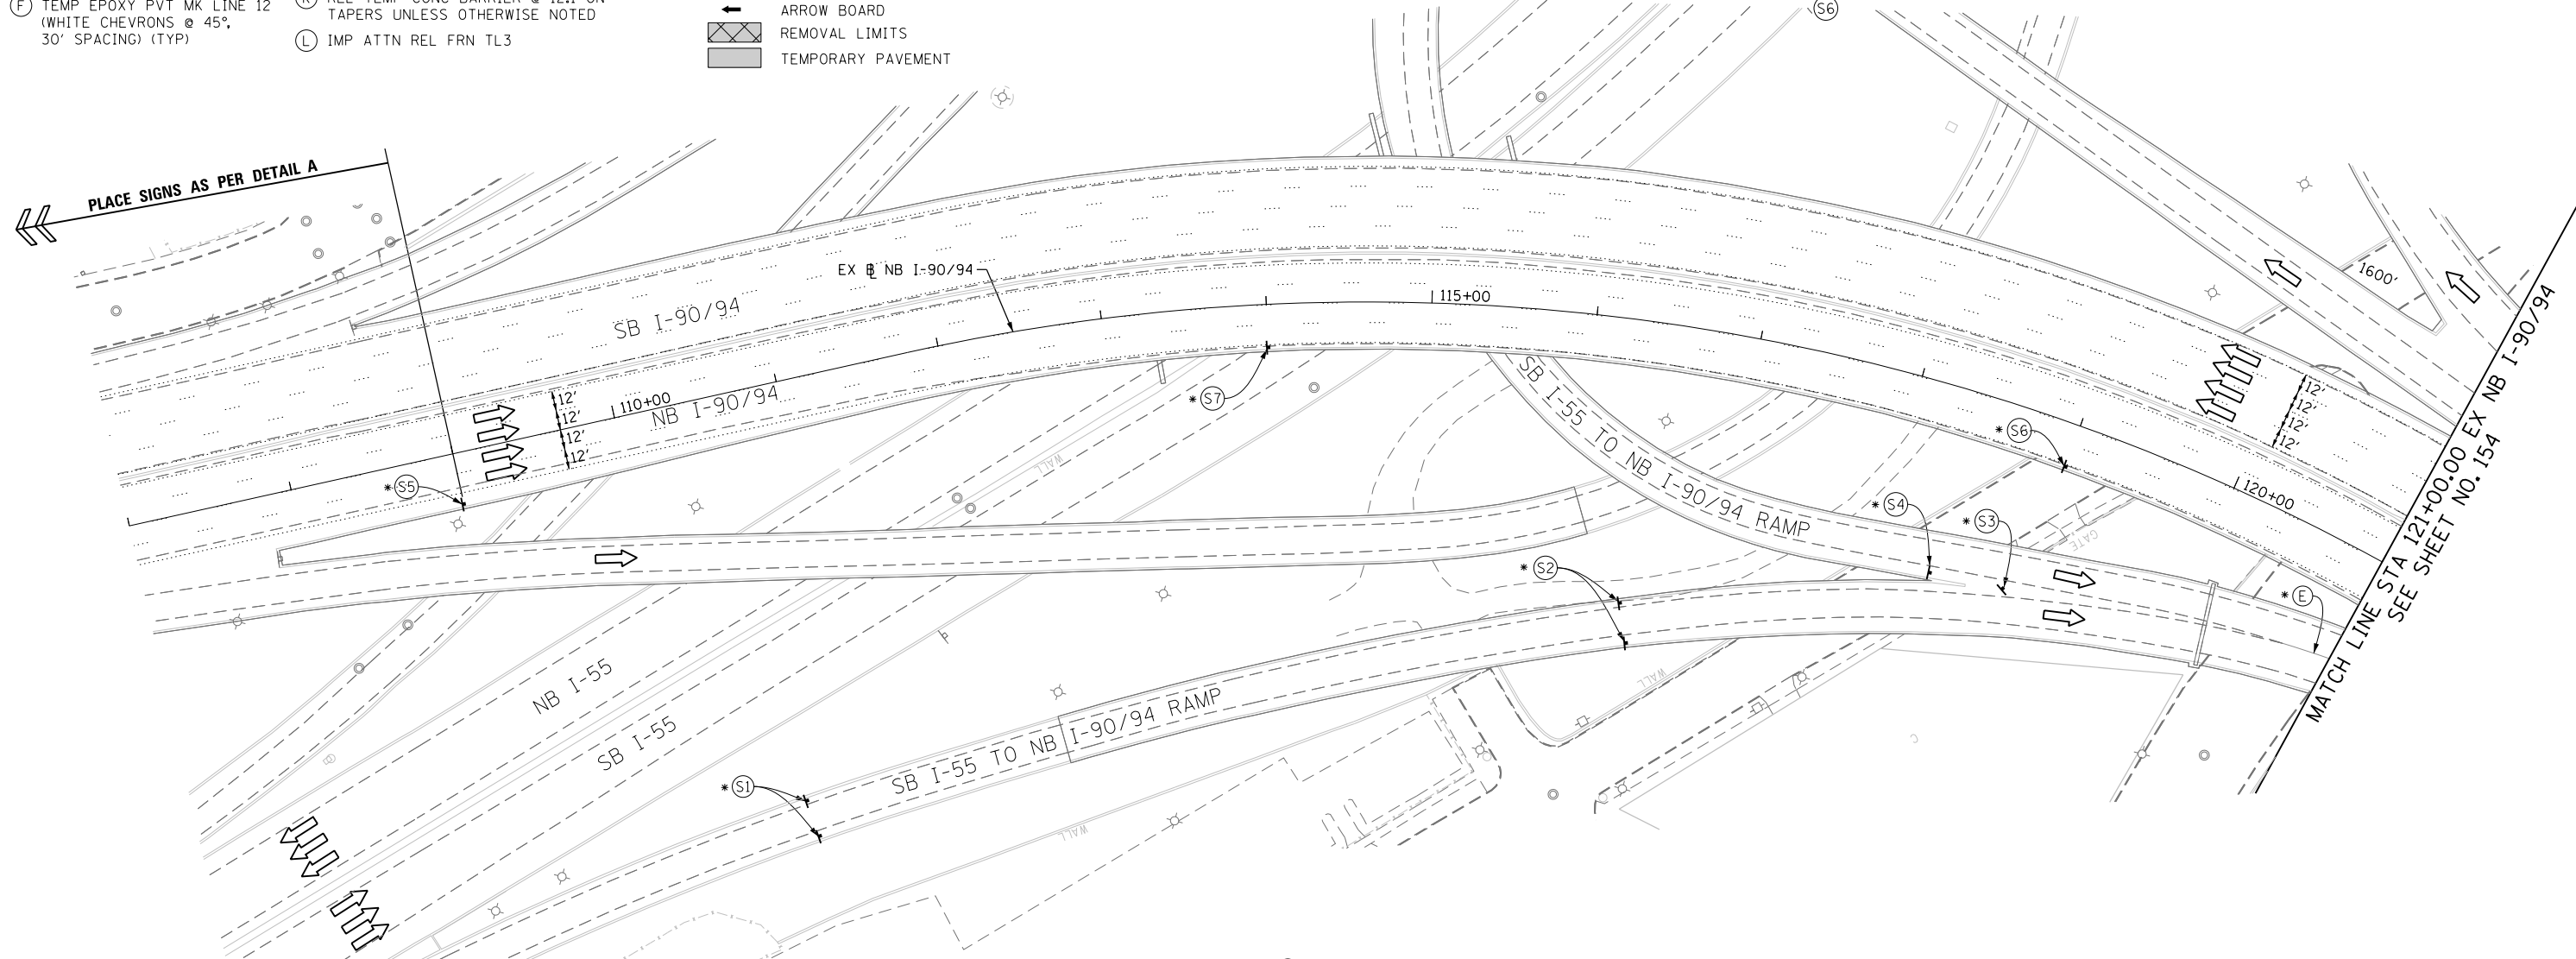 F TEMP EPOXY PVT MK LINE 12
(WHITE CHEVRONS @ 45°,
30' SPACING) (TYP)
TAPERS UNLESS OTHERWISE NOTED
L IMP ATTN REL FRN TL3
ARROW BOARD
REMOVAL LIMITS
TEMPORARY PAVEMENT
S6
PLACE SIGNS AS PER DETAIL A
EX B NB I-90/94
SB I-90/94
115+00
1600'
12'
12'
12'
12'
110+00
NB I-90/94
* S7
SB I-55 TO NB I-90/94 RAMP
12'
12'
12'
12'
* S5
WALL
* S6
120+00
* S4
* S3
GATE
* S2
* E
MATCH LINE STA 121+00.00 EX NB I-90/94
SEE SHEET NO. 154
NB I-55
SB I-55
WALL
SB I-55 TO NB I-90/94 RAMP
* S1
WALL